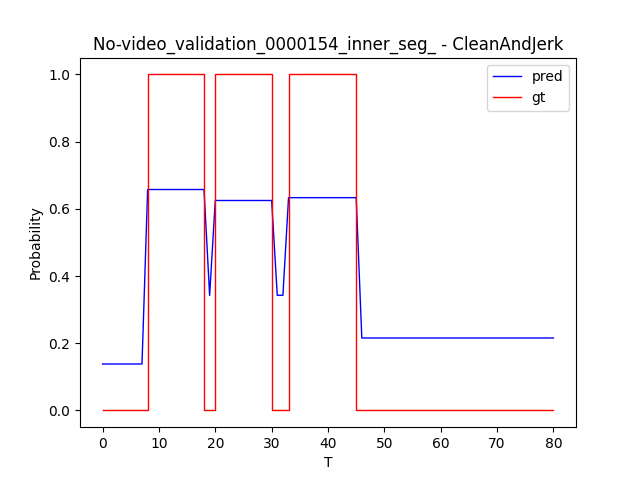 No-video_validation_0000154_inner_seg_ - CleanAndJerk
pred
gt
1.0
0.8
0.6
0.4
0.2
0.0
Probability
0 10 20 30 40 50 60 70 80
T